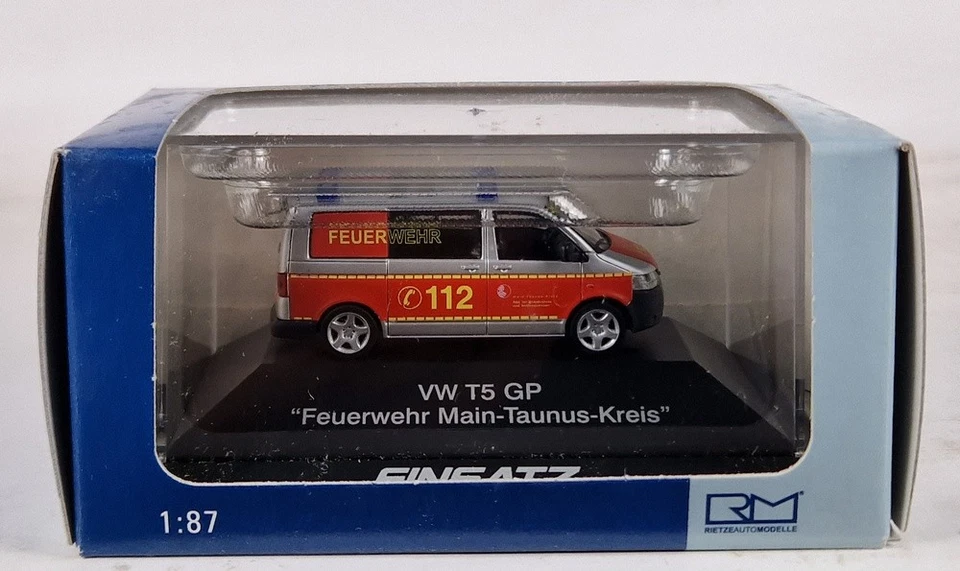 FEUERWEHR
112
VW T5 GP
“Feuerwehr Main-Taunus-Kreis”
EINSATZ
1:87
RM
RIETZEAUTOMODELLE